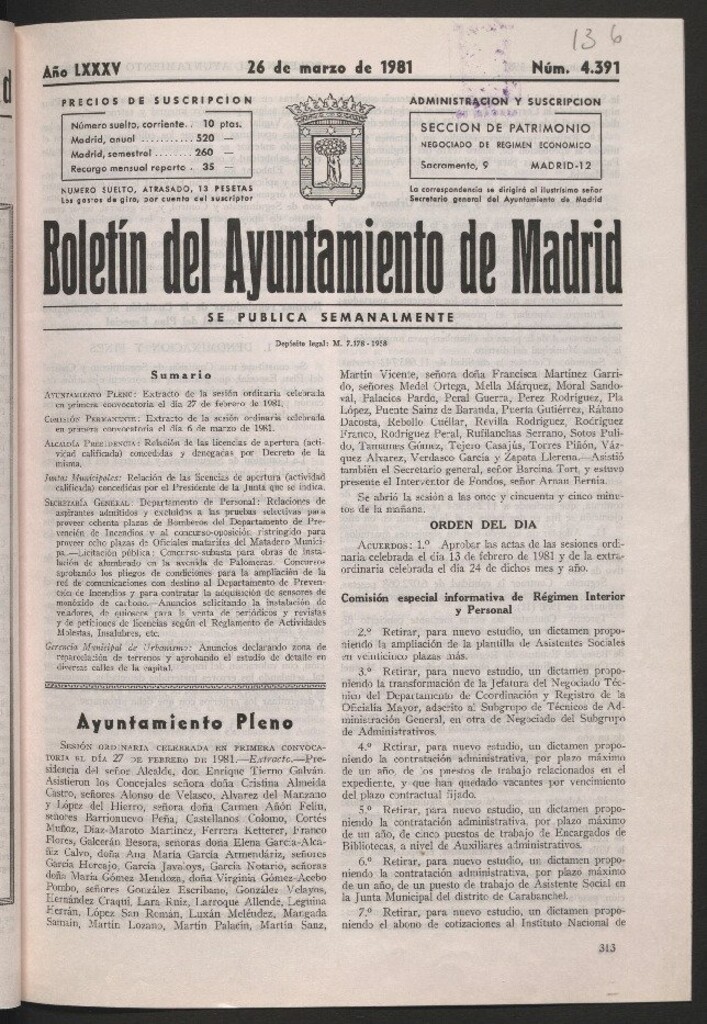 136
Año LXXXV 26 de marzo de 1981 Núm. 4.391
PRECIOS DE SUSCRIPCION
Número suelto, corriente.. 10 ptas.
Madrid, anual ........... 520 —
Madrid, semestral ........ 260 —
Recargo mensual reparto . 35 —
NUMERO SUELTO, ATRASADO, 13 PESETAS
Los gastos de giro, por cuenta del suscriptor
ADMINISTRACION Y SUSCRIPCION
SECCION DE PATRIMONIO
NEGOCIADO DE REGIMEN ECONOMICO
Sacramento, 9 MADRID-12
La correspondencia se dirigirá al ilustrísimo señor
Secretario general del Ayuntamiento de Madrid
Boletín del Ayuntamiento de Madrid
SE PUBLICA SEMANALMENTE
Depósito legal: M. 7.578 - 1958
Sumario
AYUNTAMIENTO PLENO: Extracto de la sesión ordinaria celebrada
en primera convocatoria el día 27 de febrero de 1981.
COMISIÓN PERMANENTE: Extracto de la sesión ordinaria celebrada
en primera convocatoria el día 6 de marzo de 1981.
ALCALDÍA PRESIDENCIA: Relación de las licencias de apertura (acti-
vidad calificada) concedidas y denegadas por Decreto de la
misma.
Juntas Municipales: Relación de las licencias de apertura (actividad
calificada) concedidas por el Presidente de la Junta que se indica.
SECRETARÍA GENERAL: Departamento de Personal: Relaciones de
aspirantes admitidos y excluidos a las pruebas selectivas para
proveer ochenta plazas de Bomberos del Departamento de Pre-
vención de Incendios y al concurso-oposición restringido para
proveer ocho plazas de Oficiales matarifes del Matadero Munici-
pal.—Licitación pública: Concurso-subasta para obras de insta-
lación de alumbrado en la avenida de Palomeras. Concursos
aprobando los pliegos de condiciones para la ampliación de la
red de comunicaciones con destino al Departamento de Preven-
ción de Incendios y para contratar la adquisición de sensores de
monóxido de carbono.—Anuncios solicitando la instalación de
veladores, de quioscos para la venta de periódicos y revistas
y de peticiones de licencias según el Reglamento de Actividades
Molestas, Insalubres, etc.
Gerencia Municipal de Urbanismo: Anuncios declarando zona de
reparcelación de terrenos y aprobando el estudio de detalle en
diversas calles de la capital.
Ayuntamiento Pleno
SESIÓN ORDINARIA CELEBRADA EN PRIMERA CONVOCA-
TORIA EL DÍA 27 DE FEBRERO DE 1981.—Extracto.—Pre-
sidencia del señor Alcalde, don Enrique Tierno Galván.
Asistieron los Concejales señora doña Cristina Almeida
Castro, señores Alonso de Velasco, Alvarez del Manzano
y López del Hierro, señora doña Carmen Añón Feliu,
señores Barrionuevo Peña, Castellanos Colomo, Cortés
Muñoz, Díaz-Maroto Martínez, Ferrera Ketterer, Franco
Flores, Galcerán Besora, señoras doña Elena García-Alca-
ñiz Calvo, doña Ana María García Armendáriz, señores
García Horcajo, García Javaloys, García Notario, señoras
doña María Gómez Mendoza, doña Virginia Gómez-Acebo
Pombo, señores González Escribano, González Velayos,
Hernández Craqui, Lara Ruiz, Larroque Allende, Leguina
Herrán, López San Román, Luxán Meléndez, Mangada
Samain, Martín Lozano, Martín Palacín, Martín Sanz,
Martín Vicente, señora doña Francisca Martínez Garri-
do, señores Medel Ortega, Mella Márquez, Moral Sando-
val, Palacios Pardo, Peral Guerra, Pérez Rodríguez, Pla
López, Puente Sainz de Baranda, Puerta Gutiérrez, Rábano
Dacosta, Rebollo Cuéllar, Revilla Rodríguez, Rodríguez
Franco, Rodríguez Peral, Rufilanchas Serrano, Sotos Puli-
do, Tamames Gómez, Tejero Casajús, Torres Piñón, Váz-
quez Alvarez, Verdasco García y Zapata Llerena.—Asistió
también el Secretario general, señor Barcina Tort, y estuvo
presente el Interventor de Fondos, señor Arnau Bernia.
Se abrió la sesión a las once y cincuenta y cinco minu-
tos de la mañana.
ORDEN DEL DIA
ACUERDOS: 1.º Aprobar las actas de las sesiones ordi-
naria celebrada el día 13 de febrero de 1981 y de la extra-
ordinaria celebrada el día 24 de dichos mes y año.
Comisión especial informativa de Régimen Interior
y Personal
2.º Retirar, para nuevo estudio, un dictamen propo-
niendo la ampliación de la plantilla de Asistentes Sociales
en veinticinco plazas más.
3.º Retirar, para nuevo estudio, un dictamen propo-
niendo la transformación de la Jefatura del Negociado Téc-
nico del Departamento de Coordinación y Registro de la
Oficialía Mayor, adscrito al Subgrupo de Técnicos de Ad-
ministración General, en otra de Negociado del Subgrupo
de Administrativos.
4.º Retirar, para nuevo estudio, un dictamen propo-
niendo la contratación administrativa, por plazo máximo
de un año, de los puestos de trabajo relacionados en el
expediente, y que han quedado vacantes por vencimiento
del plazo contractual fijado.
5.º Retirar, para nuevo estudio, un dictamen propo-
niendo la contratación administrativa, por plazo máximo
de un año, de cinco puestos de trabajo de Encargados de
Bibliotecas, a nivel de Auxiliares administrativos.
6.º Retirar, para nuevo estudio, un dictamen propo-
niendo la contratación administrativa, por plazo máximo
de un año, de un puesto de trabajo de Asistente Social en
la Junta Municipal del distrito de Carabanchel.
7.º Retirar, para nuevo estudio, un dictamen propo-
niendo el abono de cotizaciones al Instituto Nacional de
313